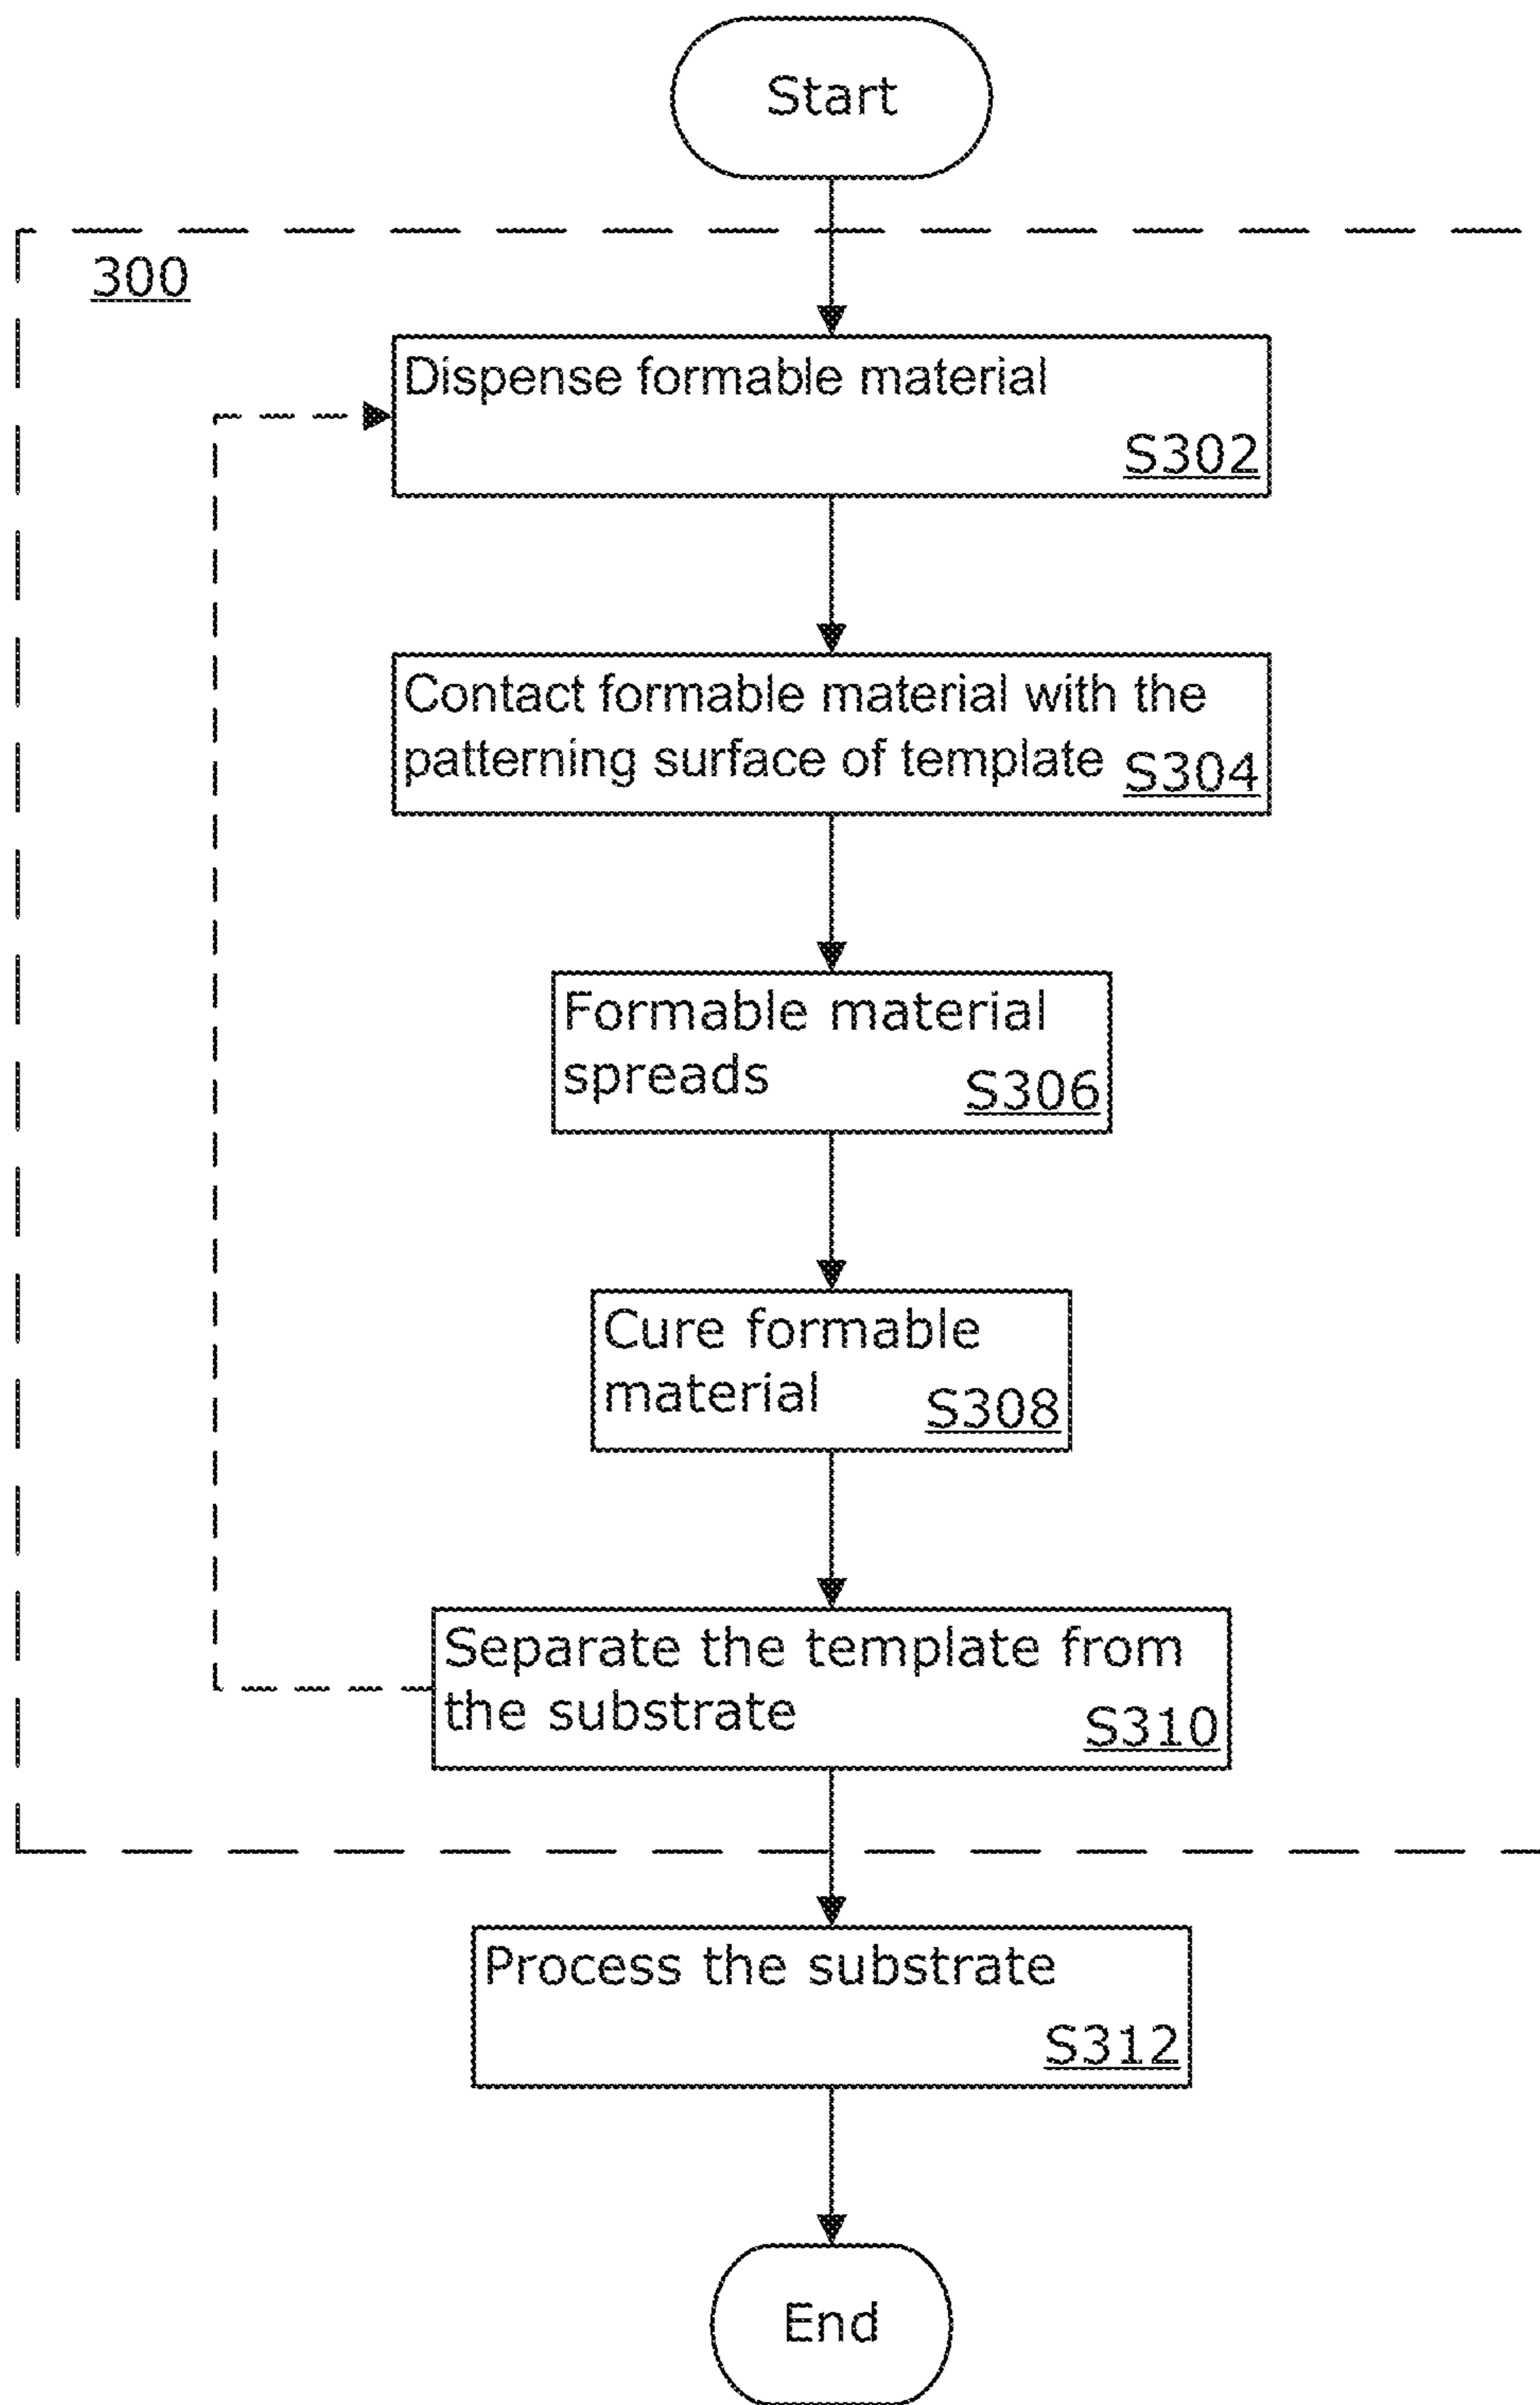 Start
300
Dispense formable material
S302
Contact formable material with the
patterning surface of template S304
Formable material
spreads
S306
Cure formable
material
S308
Separate the template from
the substrate
S310
Process the substrate
S312
End